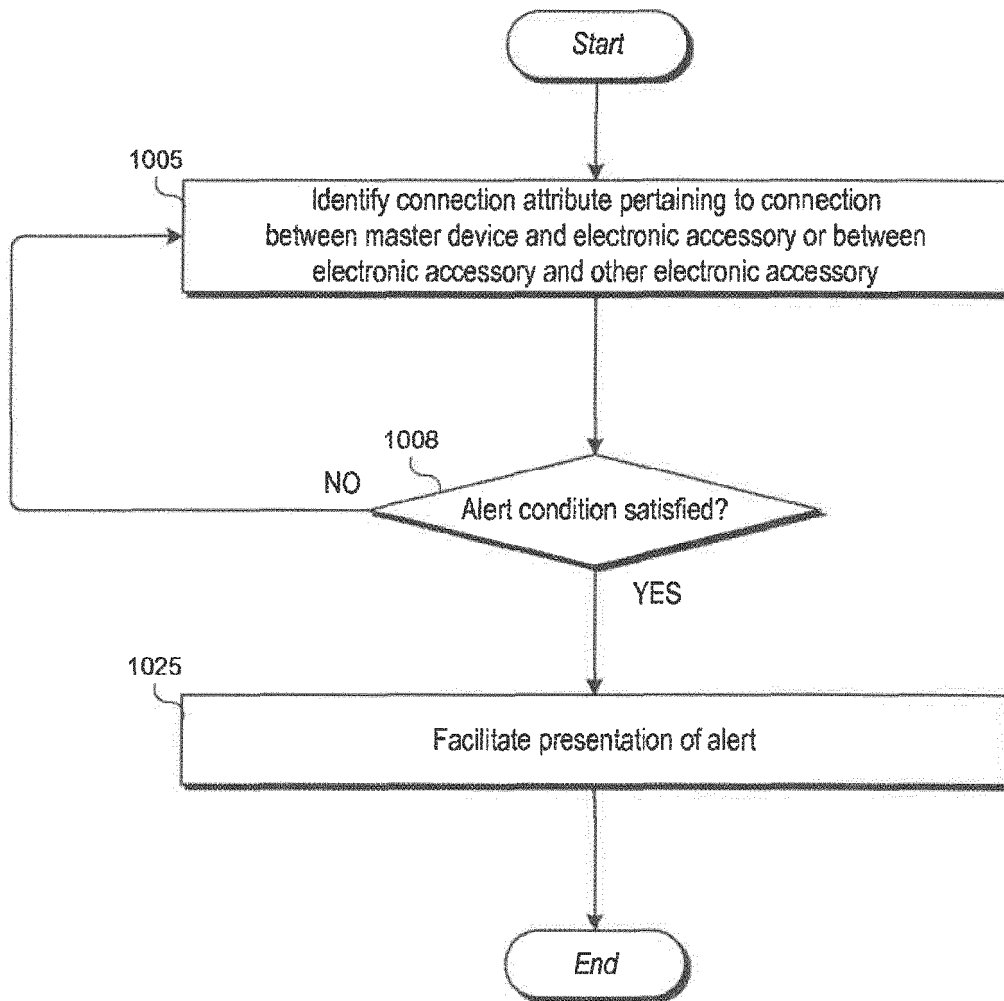 Start
1005
Identify connection attribute pertaining to connection
between master device and electronic accessory or between
electronic accessory and other electronic accessory
1008
NO
Alert condition satisfied?
YES
1025
Facilitate presentation of alert
End